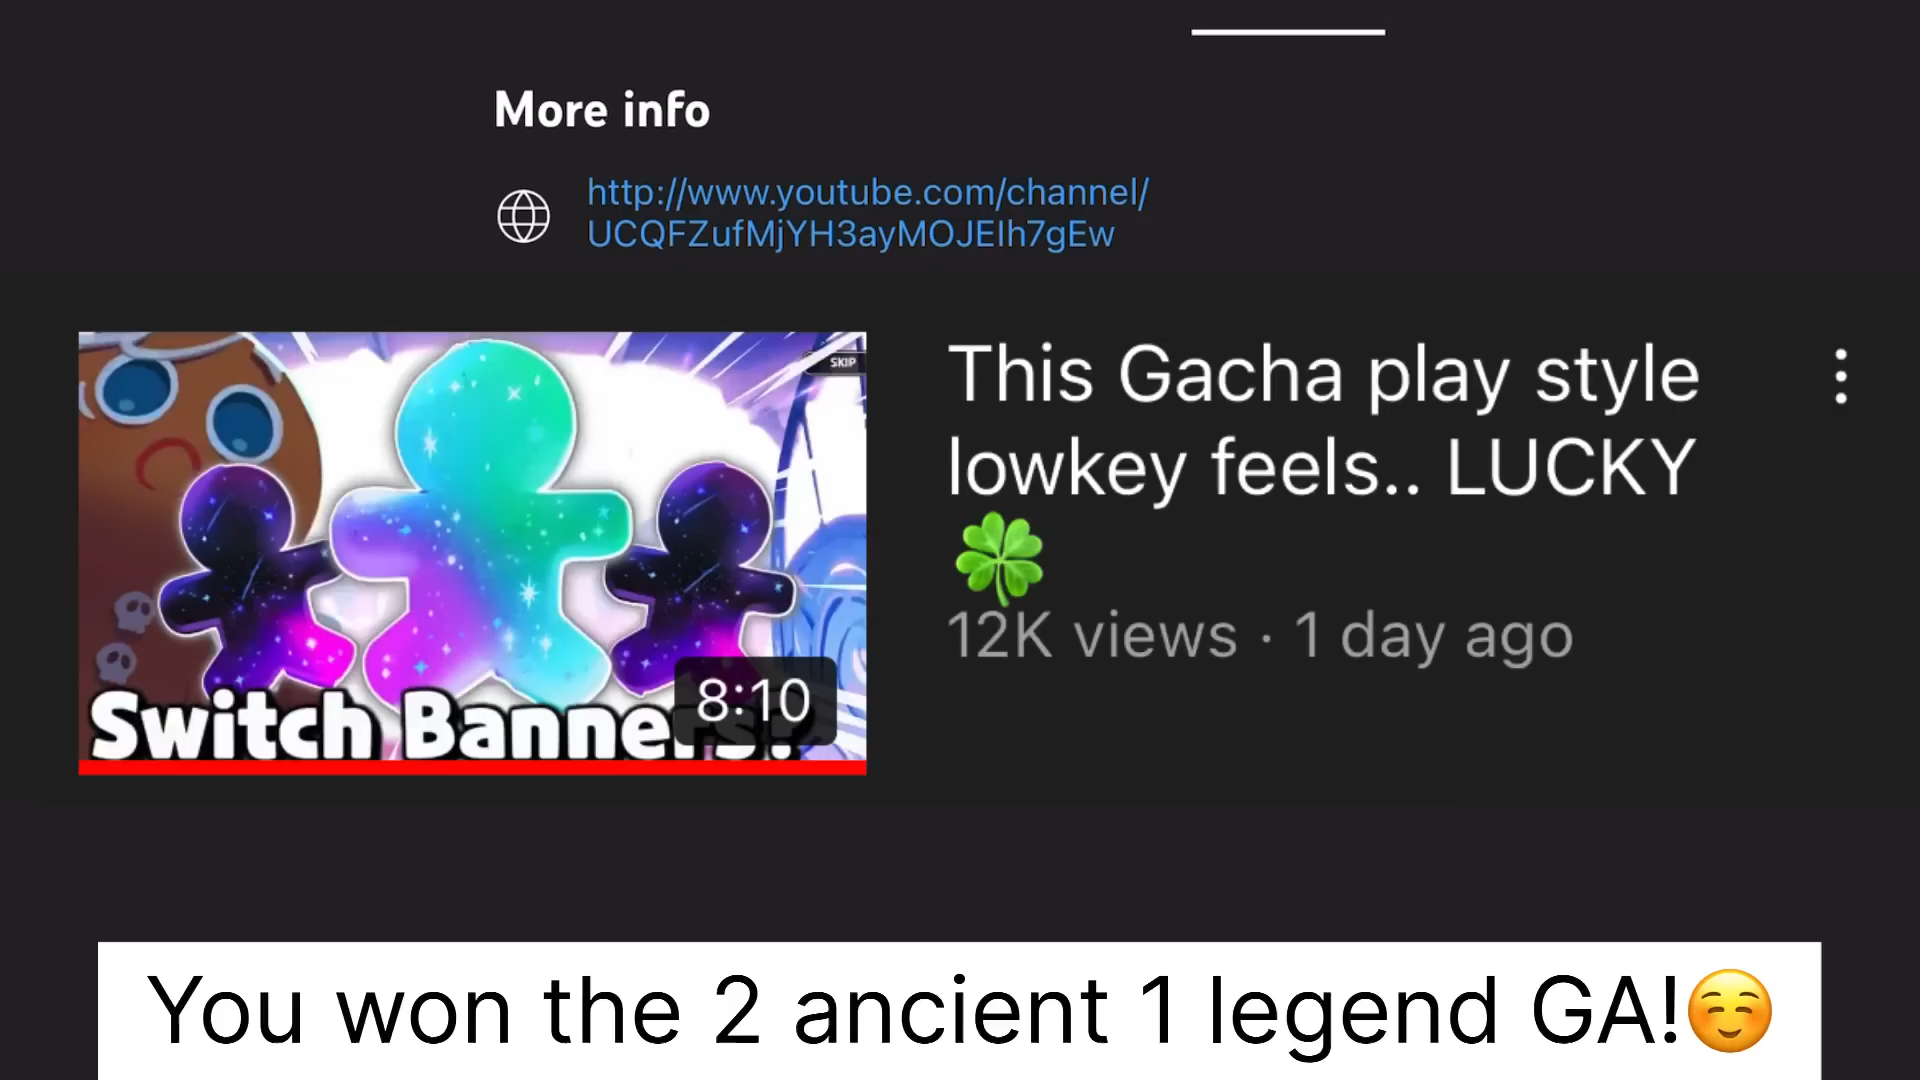 More info
http://www.youtube.com/channel/
UCQFZufMjYH3ayMOJEIh7gEw
SKIP
This Gacha play style
lowkey feels.. LUCKY
🍀
12K views · 1 day ago
Switch Banners?
8:10
You won the 2 ancient 1 legend GA!☺️